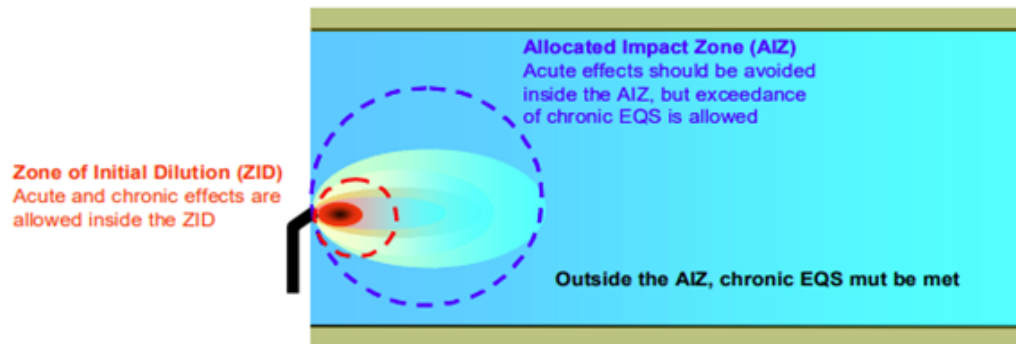 Allocated Impact Zone (AIZ)
Acute effects should be avoided
inside the AIZ, but exceedance
of chronic EQS is allowed
Zone of Initial Dilution (ZID)
Acute and chronic effects are
allowed inside the ZID
Outside the AIZ, chronic EQS mut be met